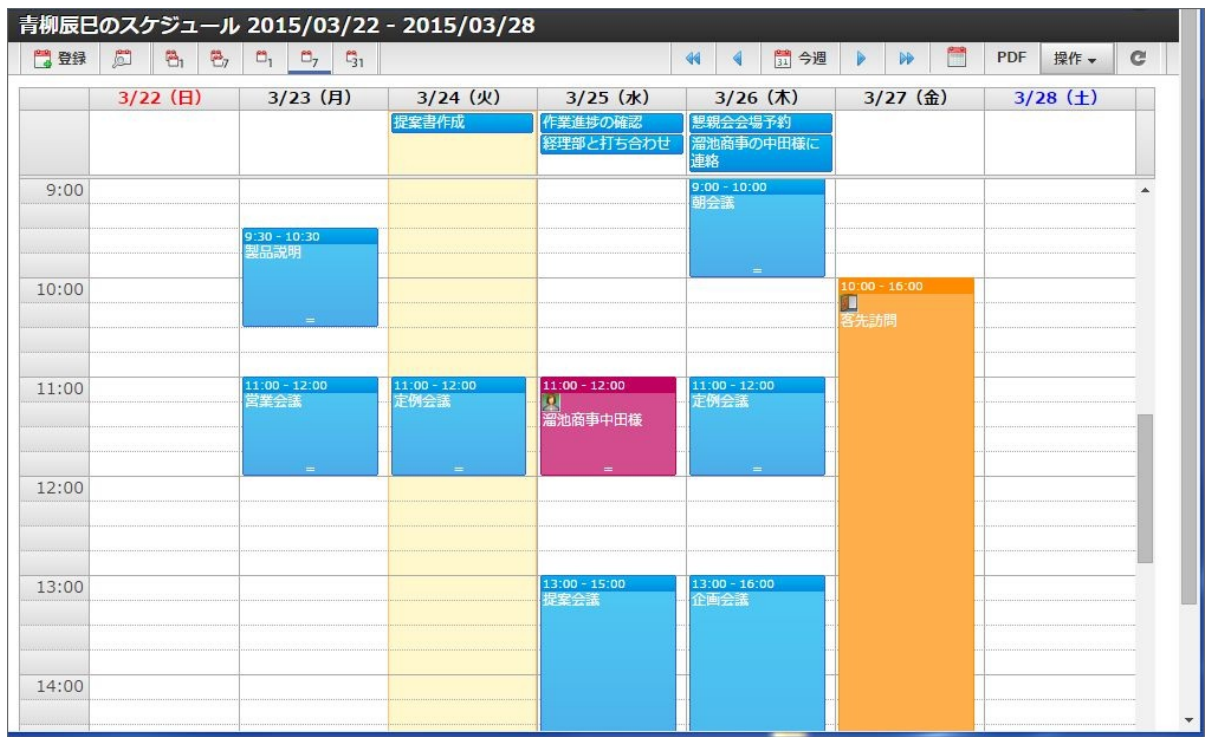 青柳辰巳のスケジュール 2015/03/22 - 2015/03/28
登録 1 7 1 7 31 31 今週 PDF 操作
3/22（日） 3/23（月） 3/24（火） 3/25（水） 3/26（木） 3/27（金） 3/28（土）
提案書作成 作業進捗の確認 懇親会会場予約
経理部と打ち合わせ 溜池商事の中田様に
連絡
9:00 9:00 - 10:00
朝会議
9:30 - 10:30
製品説明
10:00 10:00 - 16:00
客先訪問
11:00 11:00 - 12:00 11:00 - 12:00 11:00 - 12:00 11:00 - 12:00
営業会議 定例会議 定例会議
溜池商事中田様
12:00
13:00 13:00 - 15:00 13:00 - 16:00
提案会議 企画会議
14:00